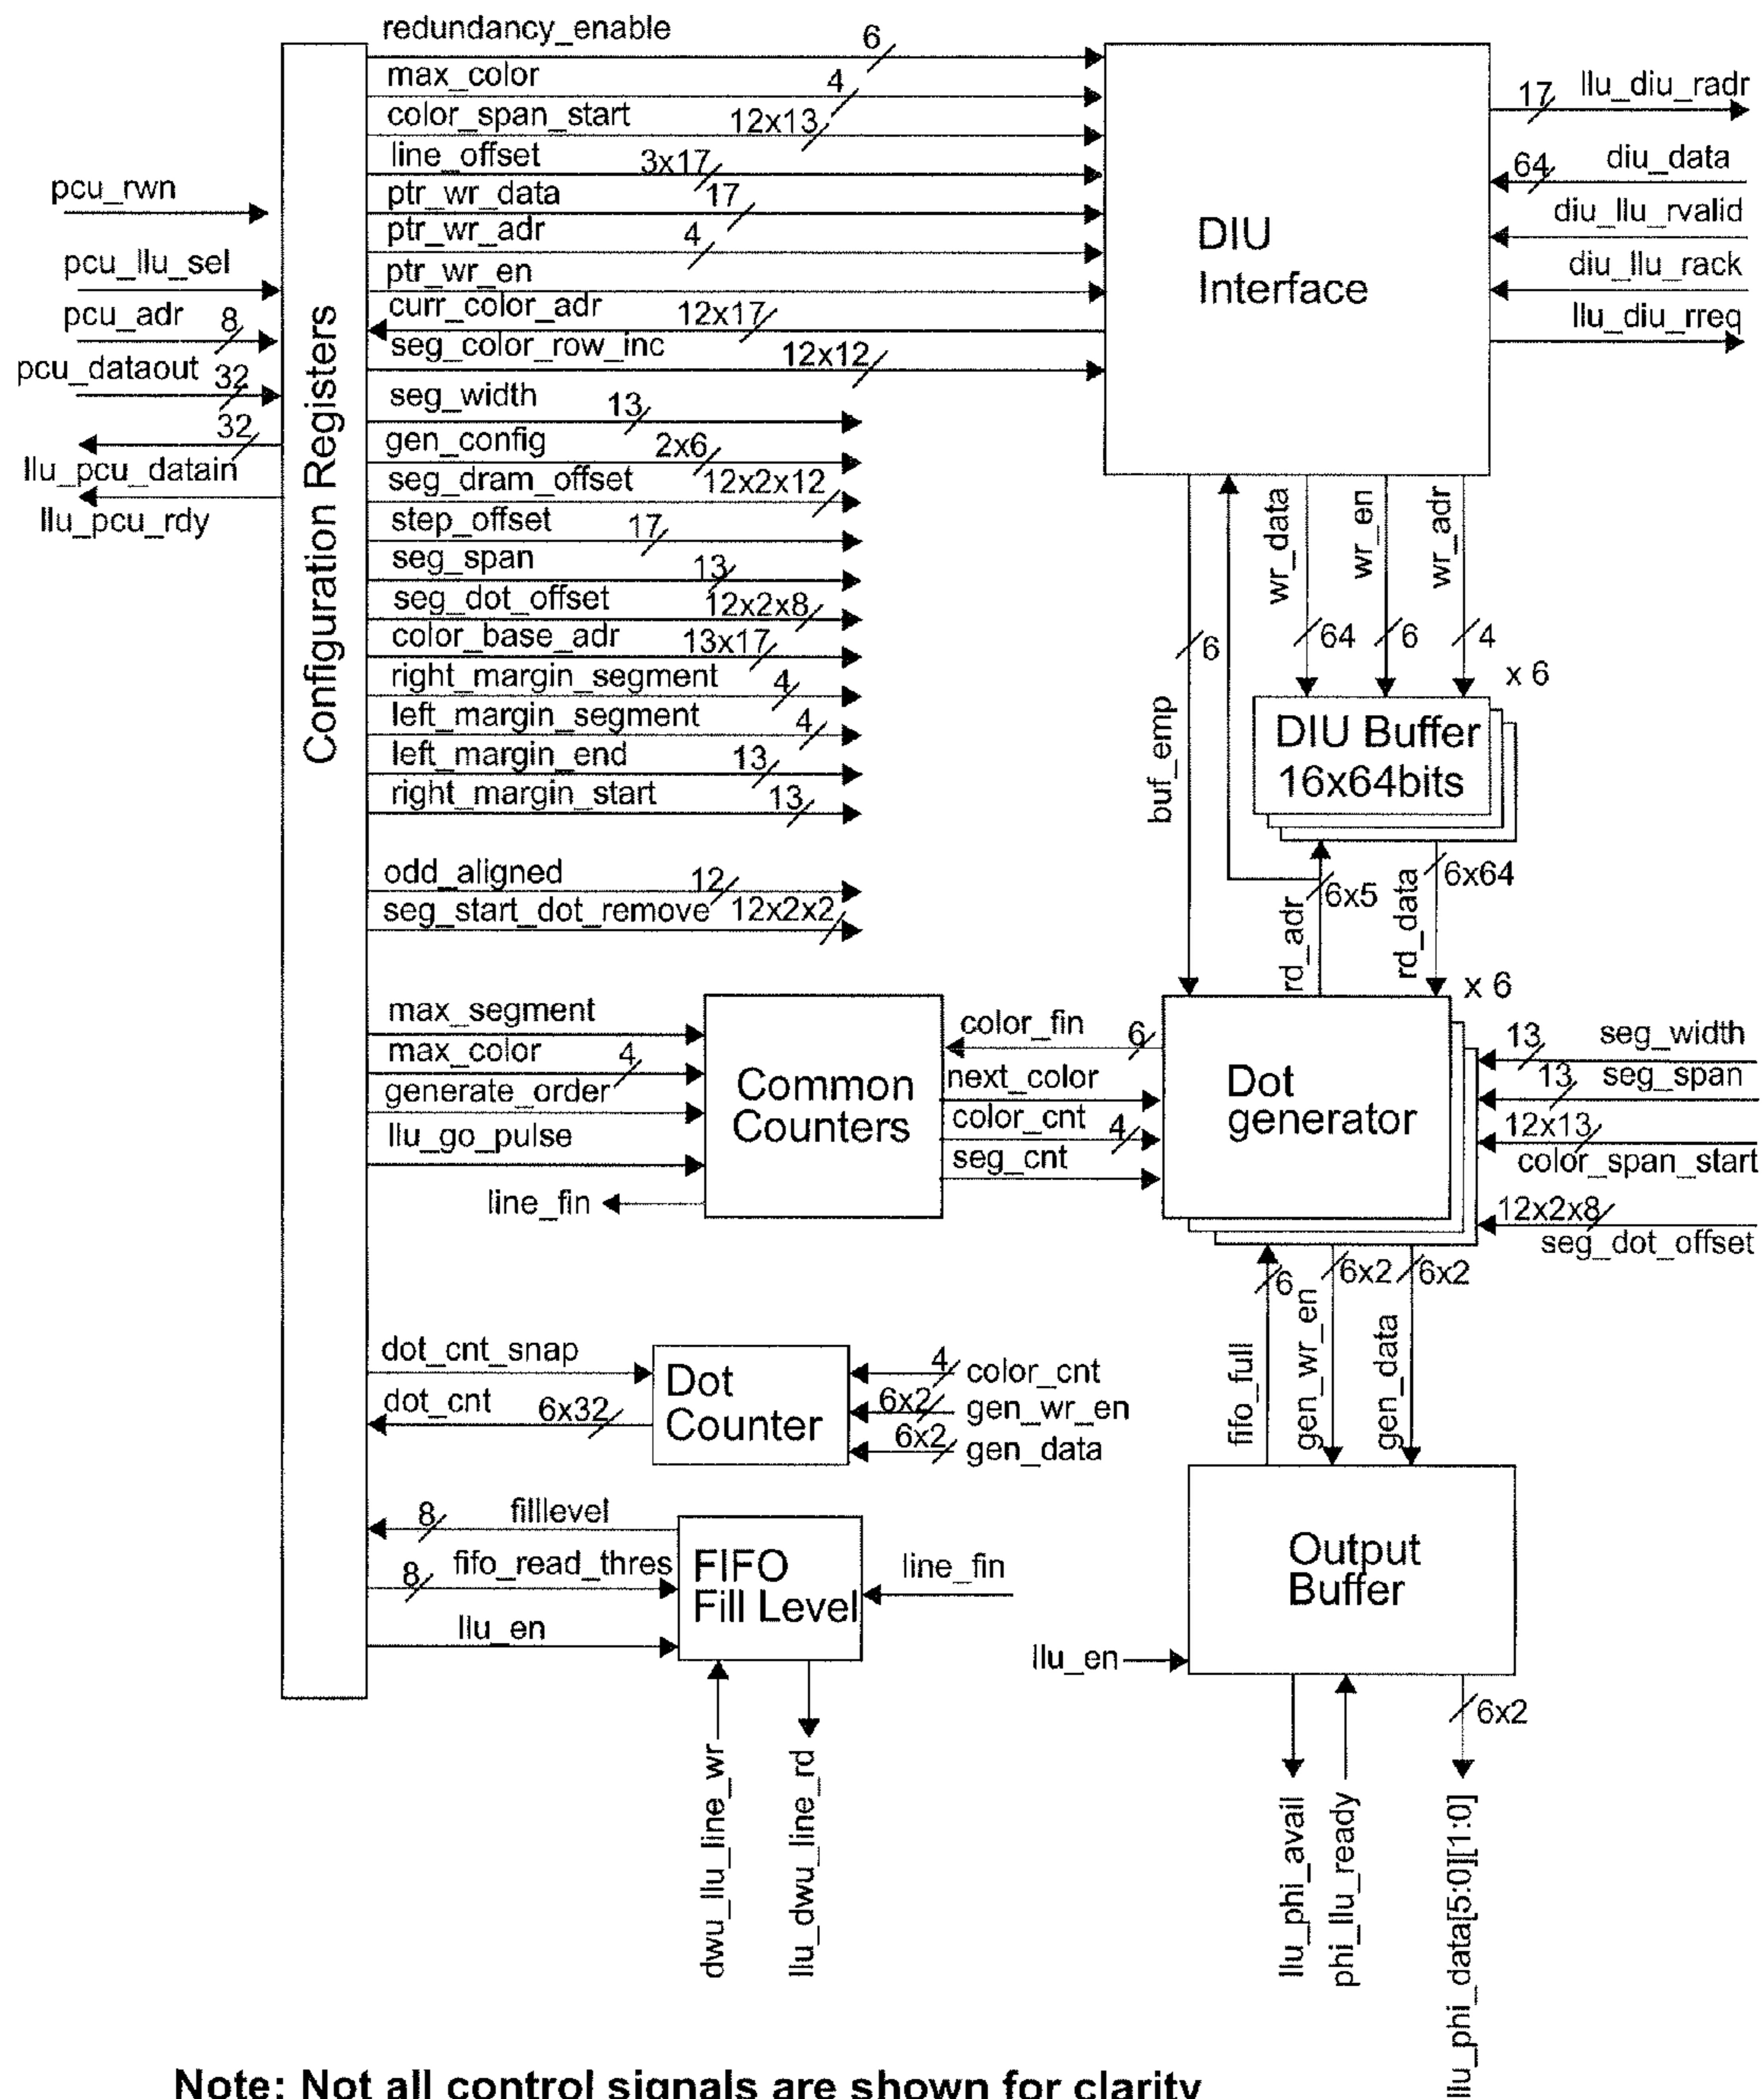 redundancy_enable
6
max_color
4
color_span_start
12x13
line_offset
3x17
ptr_wr_data
17
ptr_wr_adr
4
ptr_wr_en
curr_color_adr
12x17
seg_color_row_inc
12x12
seg_width
13
gen_config
2x6
seg_dram_offset
12x2x12
step_offset
17
seg_span
13
seg_dot_offset
12x2x8
color_base_adr
13x17
right_margin_segment
4
left_margin_segment
4
left_margin_end
13
right_margin_start
13
odd_aligned
12
seg_start_dot_remove
12x2x2
pcu_rwn
pcu_llu_sel
pcu_adr
8
pcu_dataout
32
32
llu_pcu_datain
llu_pcu_rdy
Configuration Registers
DIU
Interface
17
llu_diu_radr
64
diu_data
diu_llu_rvalid
diu_llu_rack
llu_diu_rreq
buf_emp
6
wr_data
64
wr_en
6
wr_adr
4
x 6
DIU Buffer
16x64bits
rd_adr
6x5
rd_data
6x64
max_segment
max_color
4
generate_order
llu_go_pulse
line_fin
Common
Counters
color_fin
6
next_color
color_cnt
4
seg_cnt
x 6
Dot
generator
13
seg_width
13
seg_span
12x13
color_span_start
12x2x8
seg_dot_offset
fifo_full
6
gen_wr_en
6x2
gen_data
6x2
dot_cnt_snap
dot_cnt
6x32
Dot
Counter
4
color_cnt
6x2
gen_wr_en
6x2
gen_data
8
filllevel
8
fifo_read_thres
llu_en
FIFO
Fill Level
line_fin
dwu_llu_line_wr
llu_dwu_line_rd
Output
Buffer
llu_en
llu_phi_avail
phi_llu_ready
6x2
llu_phi_data[5:0][1:0]
Note: Not all control signals are shown for clarity